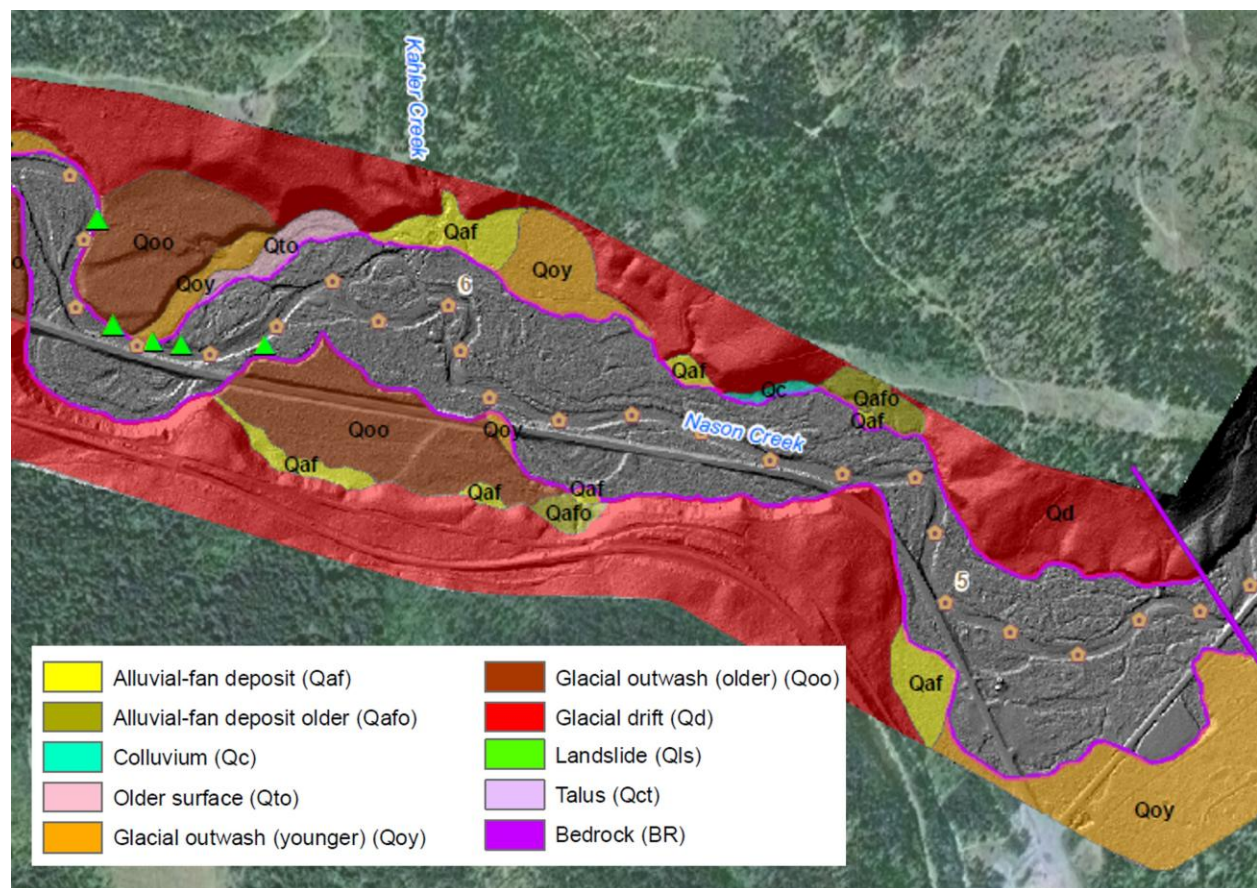 Kahler Creek
Qoo
Qto
Qaf
Qoy
Qoy
6
o
Qaf
Qc
Qafo
Qaf
Nason Creek
Qoo
Qoy
Qaf
Qaf
Qaf
Qafo
Qd
5
Qaf
Qoy
Alluvial-fan deposit (Qaf)
Alluvial-fan deposit older (Qafo)
Colluvium (Qc)
Older surface (Qto)
Glacial outwash (younger) (Qoy)
Glacial outwash (older) (Qoo)
Glacial drift (Qd)
Landslide (Qls)
Talus (Qct)
Bedrock (BR)